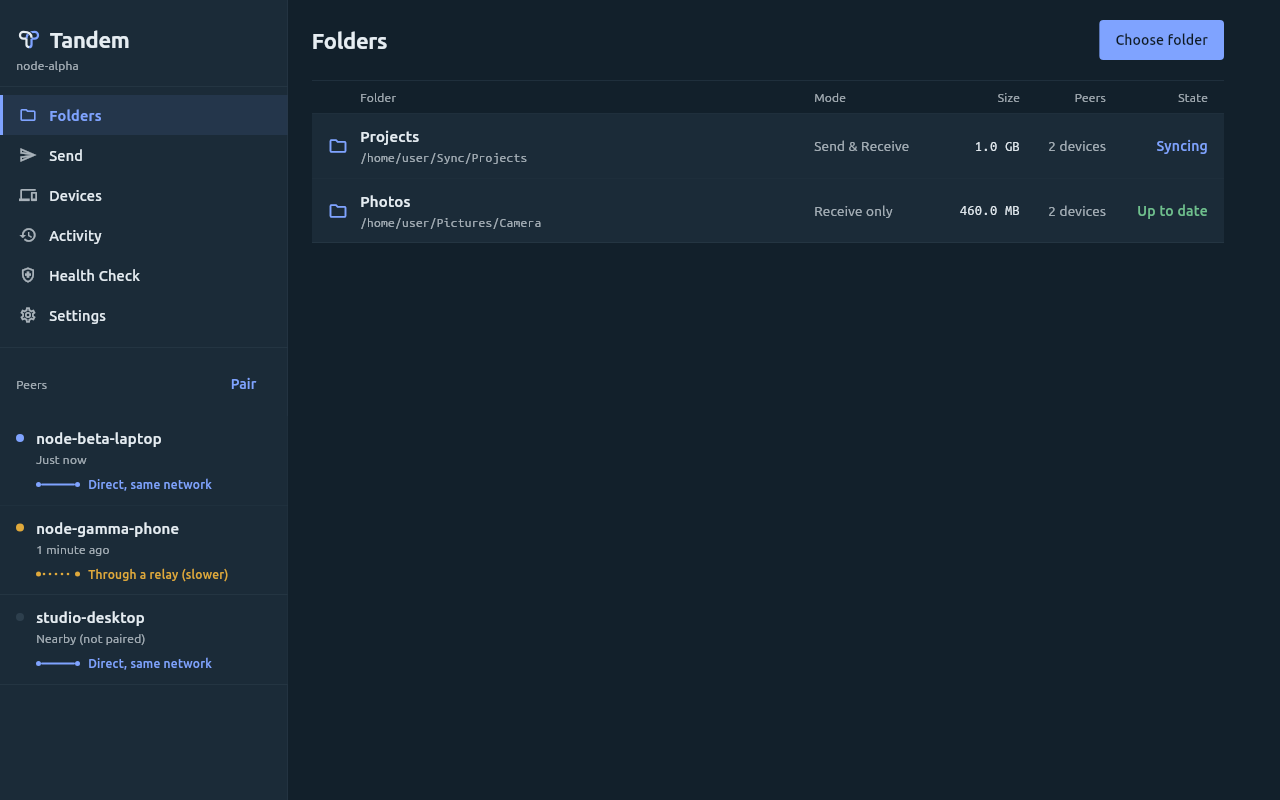 Tandem
node-alpha
Folders
Send
Devices
Activity
Health Check
Settings
Peers Pair
node-beta-laptop
Just now
Direct, same network
node-gamma-phone
1 minute ago
Through a relay (slower)
studio-desktop
Nearby (not paired)
Direct, same network
Folders Choose folder
Folder Mode Size Peers State
Projects
/home/user/Sync/Projects
Send & Receive 1.0 GB 2 devices Syncing
Photos
/home/user/Pictures/Camera
Receive only 460.0 MB 2 devices Up to date